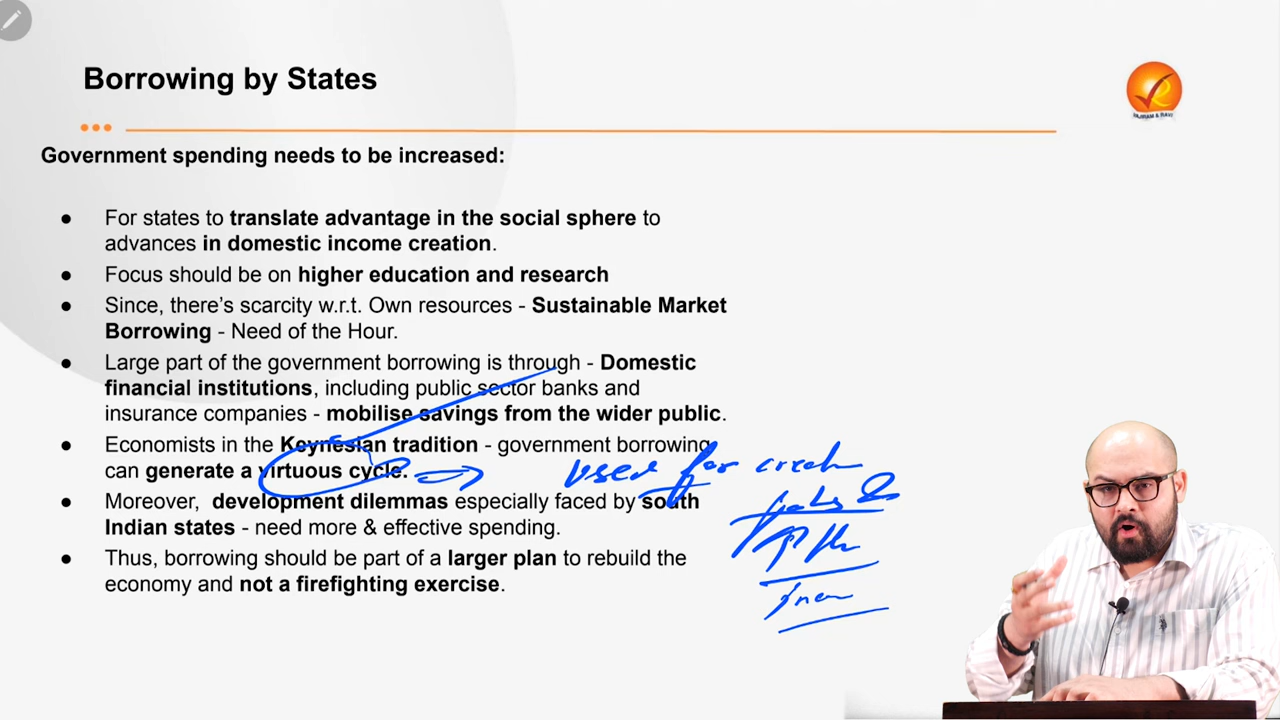 Borrowing by States
RAJIRAM & RAVI
Government spending needs to be increased:
● For states to translate advantage in the social sphere to
advances in domestic income creation.
● Focus should be on higher education and research
● Since, there's scarcity w.r.t. Own resources - Sustainable Market
Borrowing - Need of the Hour.
● Large part of the government borrowing is through - Domestic
financial institutions, including public sector banks and
insurance companies - mobilise savings from the wider public.
● Economists in the Keynesian tradition - government borrowing
can generate a virtuous cycle.
used for
● Moreover, development dilemmas especially faced by south
Indian states - need more & effective spending.
● Thus, borrowing should be part of a larger plan to rebuild the
economy and not a firefighting exercise.